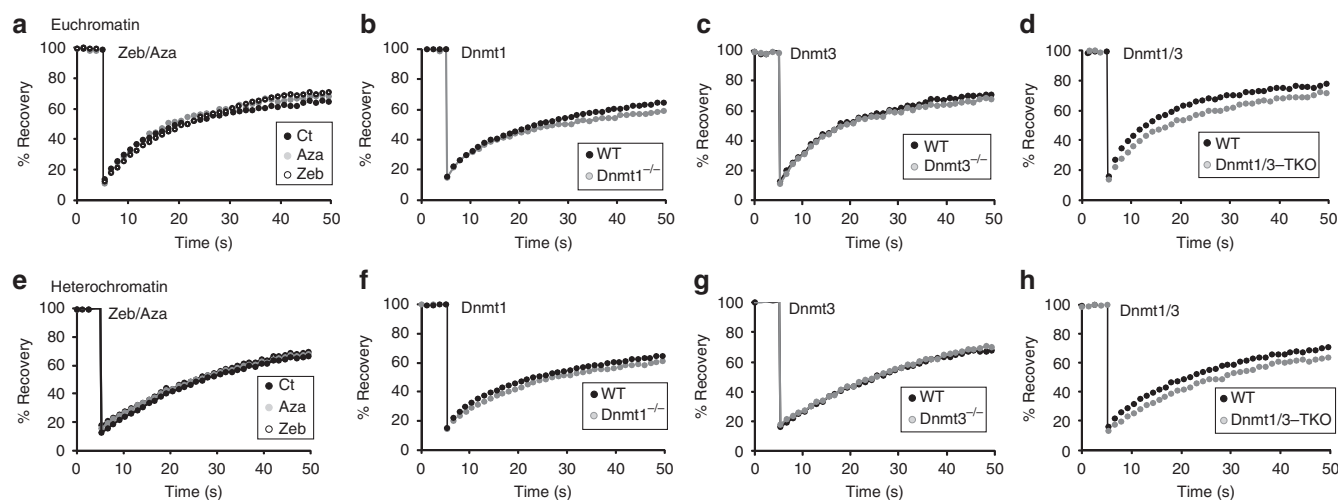 a
Euchromatin
Zeb/Aza
% Recovery
100
80
60
40
20
0
Ct
Aza
Zeb
0 10 20 30 40 50
Time (s)
b
Dnmt1
% Recovery
100
80
60
40
20
0
WT
Dnmt1−/−
0 10 20 30 40 50
Time (s)
c
Dnmt3
% Recovery
100
80
60
40
20
0
WT
Dnmt3−/−
0 10 20 30 40 50
Time (s)
d
Dnmt1/3
% Recovery
100
80
60
40
20
0
WT
Dnmt1/3–TKO
0 10 20 30 40 50
Time (s)
e
Heterochromatin
Zeb/Aza
% Recovery
100
80
60
40
20
0
Ct
Aza
Zeb
0 10 20 30 40 50
Time (s)
f
Dnmt1
% Recovery
100
80
60
40
20
0
WT
Dnmt1−/−
0 10 20 30 40 50
Time (s)
g
Dnmt3
% Recovery
100
80
60
40
20
0
WT
Dnmt3−/−
0 10 20 30 40 50
Time (s)
h
Dnmt1/3
% Recovery
100
80
60
40
20
0
WT
Dnmt1/3–TKO
0 10 20 30 40 50
Time (s)